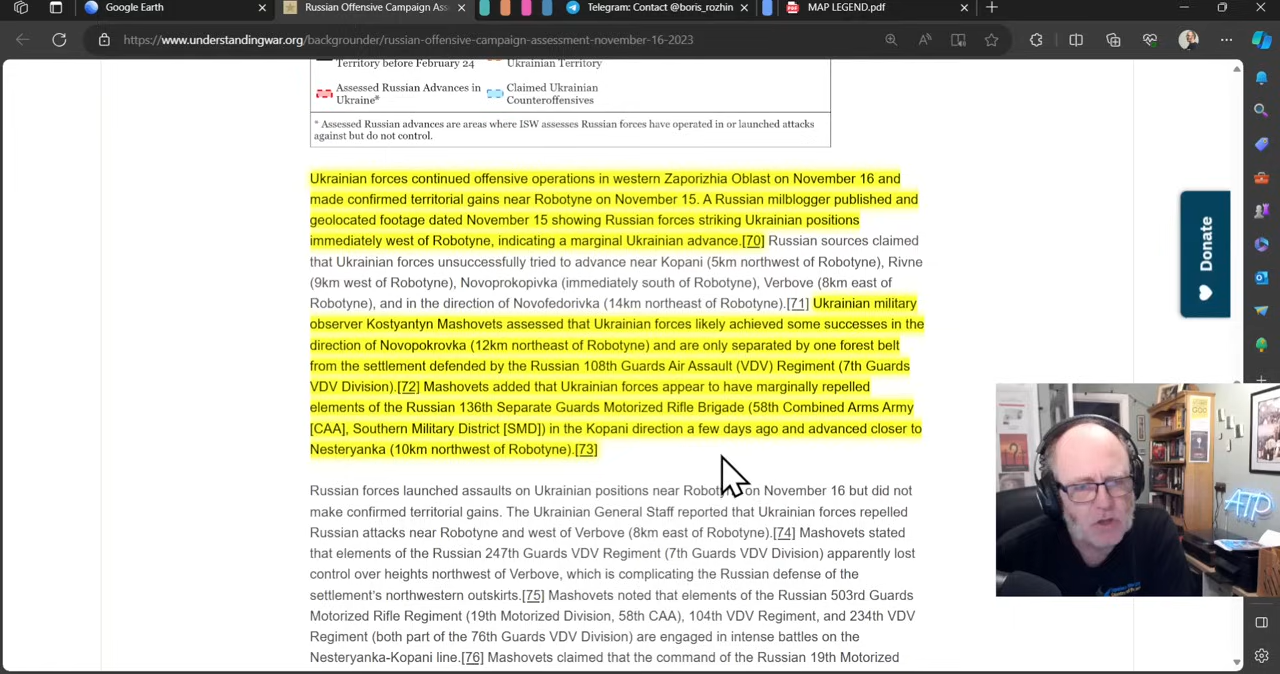 Google Earth
Russian Offensive Campaign Ass
Telegram: Contact @boris_rozhin
MAP LEGEND.pdf
https://www.understandingwar.org/backgrounder/russian-offensive-campaign-assessment-november-16-2023
Territory before February 24
Ukrainian Territory
Assessed Russian Advances in
Ukraine*
Claimed Ukrainian
Counteroffensives
* Assessed Russian advances are areas where ISW assesses Russian forces have operated in or launched attacks
against but do not control.
Ukrainian forces continued offensive operations in western Zaporizhia Oblast on November 16 and
made confirmed territorial gains near Robotyne on November 15. A Russian milblogger published and
geolocated footage dated November 15 showing Russian forces striking Ukrainian positions
immediately west of Robotyne, indicating a marginal Ukrainian advance.[70] Russian sources claimed
that Ukrainian forces unsuccessfully tried to advance near Kopani (5km northwest of Robotyne), Rivne
(9km west of Robotyne), Novoprokopivka (immediately south of Robotyne), Verbove (8km east of
Robotyne), and in the direction of Novofedorivka (14km northeast of Robotyne).[71] Ukrainian military
observer Kostyantyn Mashovets assessed that Ukrainian forces likely achieved some successes in the
direction of Novopokrovka (12km northeast of Robotyne) and are only separated by one forest belt
from the settlement defended by the Russian 108th Guards Air Assault (VDV) Regiment (7th Guards
VDV Division).[72] Mashovets added that Ukrainian forces appear to have marginally repelled
elements of the Russian 136th Separate Guards Motorized Rifle Brigade (58th Combined Arms Army
[CAA], Southern Military District [SMD]) in the Kopani direction a few days ago and advanced closer to
Nesteryanka (10km northwest of Robotyne).[73]
Russian forces launched assaults on Ukrainian positions near Robotyne on November 16 but did not
make confirmed territorial gains. The Ukrainian General Staff reported that Ukrainian forces repelled
Russian attacks near Robotyne and west of Verbove (8km east of Robotyne).[74] Mashovets stated
that elements of the Russian 247th Guards VDV Regiment (7th Guards VDV Division) apparently lost
control over heights northwest of Verbove, which is complicating the Russian defense of the
settlement's northwestern outskirts.[75] Mashovets noted that elements of the Russian 503rd Guards
Motorized Rifle Regiment (19th Motorized Division, 58th CAA), 104th VDV Regiment, and 234th VDV
Regiment (both part of the 76th Guards VDV Division) are engaged in intense battles on the
Nesteryanka-Kopani line.[76] Mashovets claimed that the command of the Russian 19th Motorized
Donate
ATP